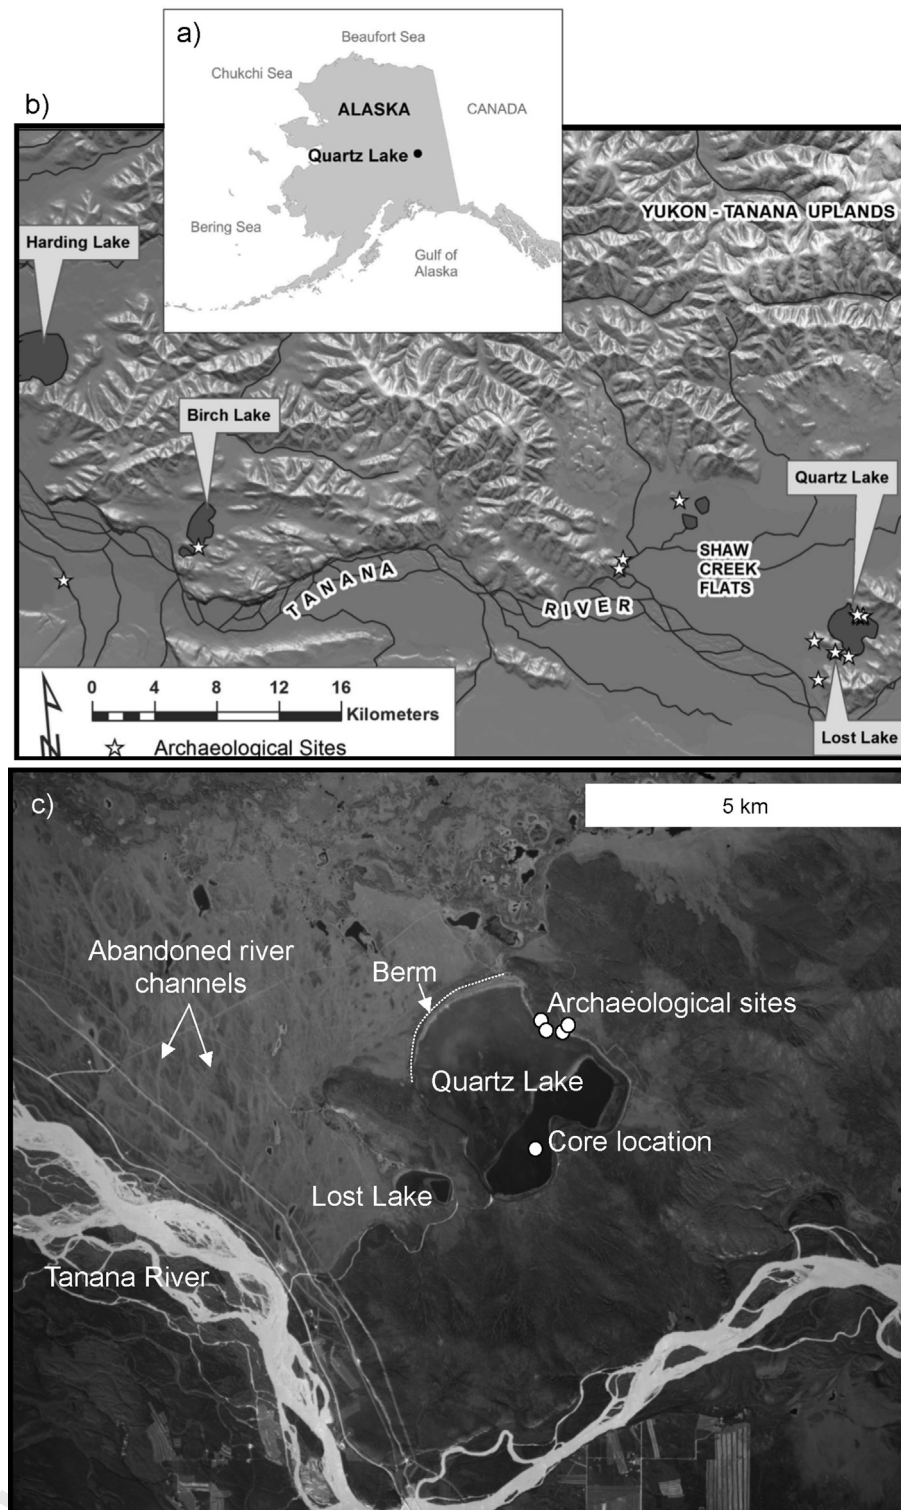 a)
Beaufort Sea
Chukchi Sea
ALASKA
CANADA
Quartz Lake
Bering Sea
Gulf of
Alaska
b)
YUKON - TANANA UPLANDS
Harding Lake
Birch Lake
Quartz Lake
SHAW
CREEK
FLATS
TANANA
RIVER
0 4 8 12 16
Kilometers
N
Archaeological Sites
Lost Lake
c)
5 km
Abandoned river
channels
Berm
Archaeological sites
Quartz Lake
Core location
Lost Lake
Tanana River